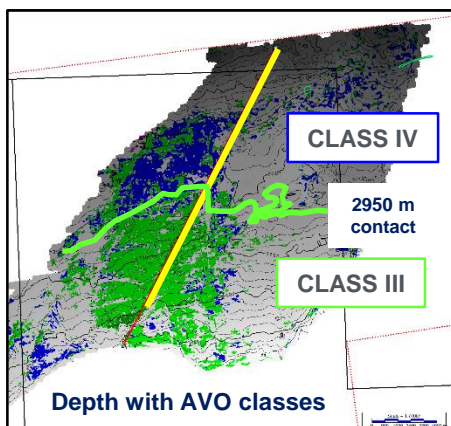 CLASS IV
2950 m
contact
CLASS III
Depth with AVO classes